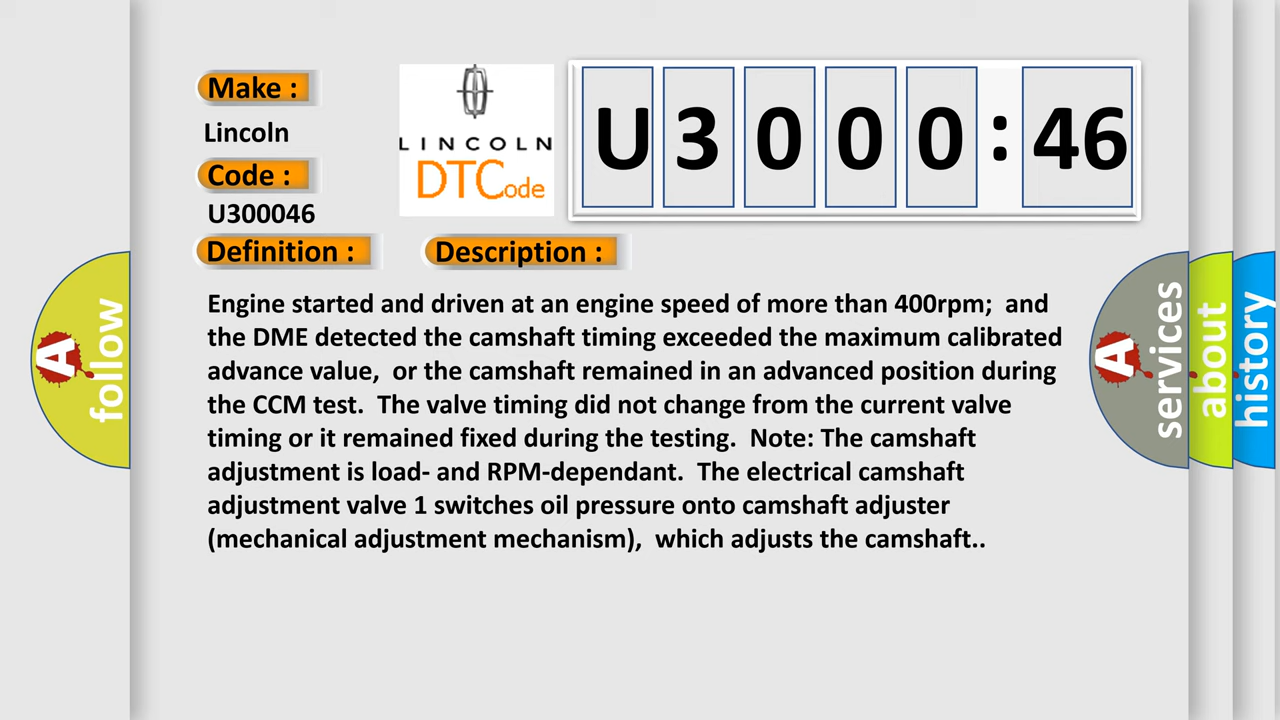 Make :
Lincoln
Code :
U300046
LINCOLN
DTCode
U3000:46
Definition :
Description :
Engine started and driven at an engine speed of more than 400rpm;  and
the DME detected the camshaft timing exceeded the maximum calibrated
advance value,  or the camshaft remained in an advanced position during
the CCM test.  The valve timing did not change from the current valve
timing or it remained fixed during the testing.  Note: The camshaft
adjustment is load- and RPM-dependant.  The electrical camshaft
adjustment valve 1 switches oil pressure onto camshaft adjuster
(mechanical adjustment mechanism),  which adjusts the camshaft..
A
follow
A
services
about
history